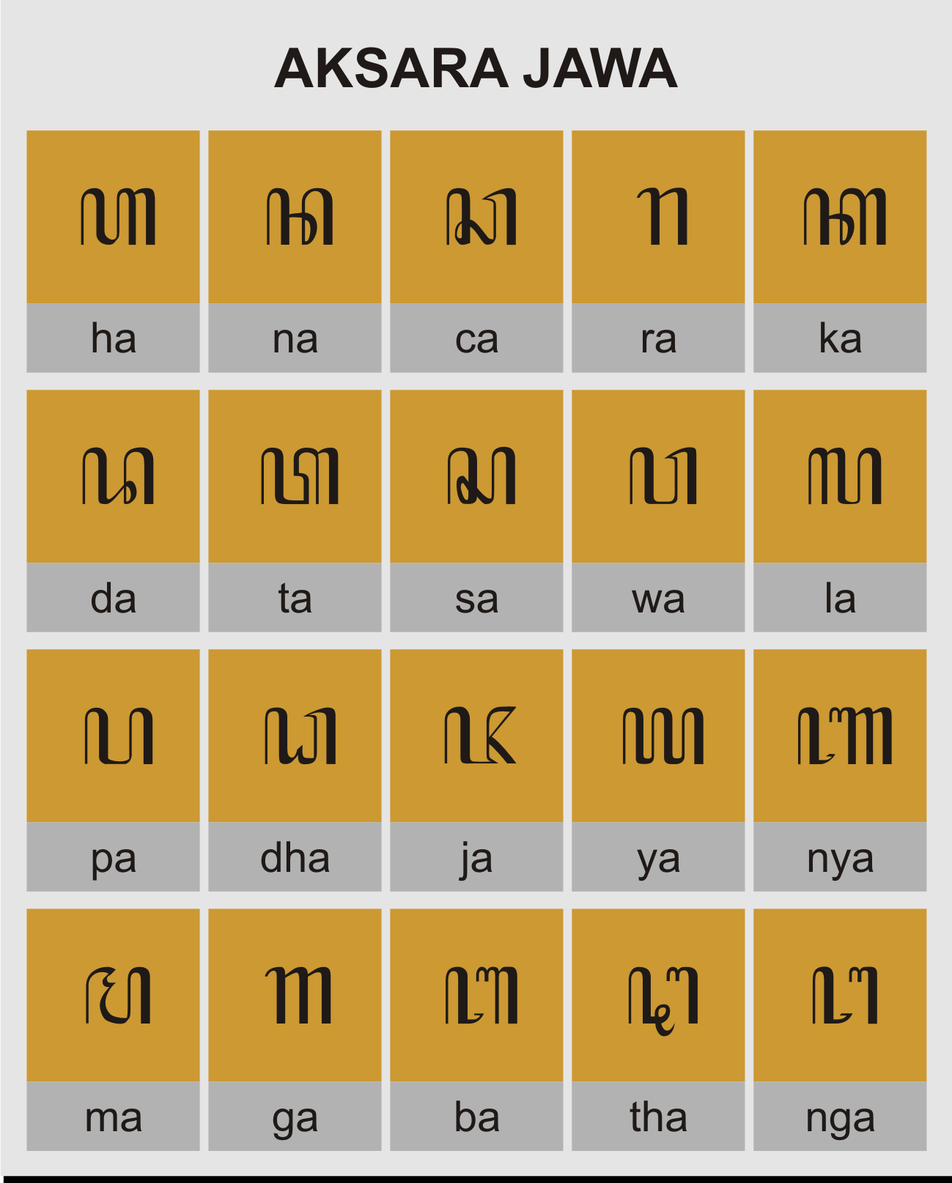 AKSARA JAWA
ꦲ ꦤ ꦕ ꦫ ꦏ
ha na ca ra ka
ꦢ ꦠ ꦱ ꦮ ꦭ
da ta sa wa la
ꦥ ꦝ ꦗ ꦪ ꦚ
pa dha ja ya nya
ꦩ ꦒ ꦧ ꦛ ꦔ
ma ga ba tha nga